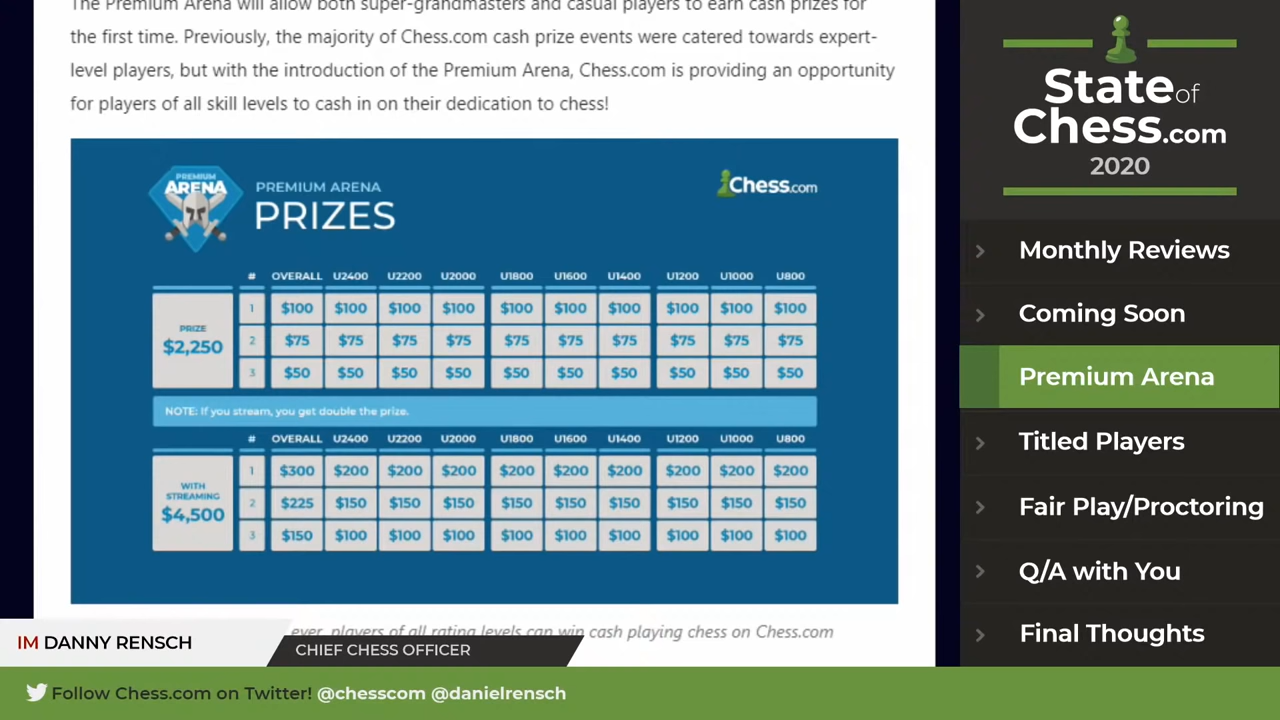 The Premium Arena will allow both super-grandmasters and casual players to earn cash prizes for
the first time. Previously, the majority of Chess.com cash prize events were catered towards expert-
level players, but with the introduction of the Premium Arena, Chess.com is providing an opportunity
for players of all skill levels to cash in on their dedication to chess!
PREMIUM
ARENA
PREMIUM ARENA
PRIZES
Chess.com
# OVERALL U2400 U2200 U2000 U1800 U1600 U1400 U1200 U1000 U800
PRIZE
$2,250
1 $100 $100 $100 $100 $100 $100 $100 $100 $100 $100
2 $75 $75 $75 $75 $75 $75 $75 $75 $75 $75
3 $50 $50 $50 $50 $50 $50 $50 $50 $50 $50
NOTE: If you stream, you get double the prize.
# OVERALL U2400 U2200 U2000 U1800 U1600 U1400 U1200 U1000 U800
WITH
STREAMING
$4,500
1 $300 $200 $200 $200 $200 $200 $200 $200 $200 $200
2 $225 $150 $150 $150 $150 $150 $150 $150 $150 $150
3 $150 $100 $100 $100 $100 $100 $100 $100 $100 $100
ever, players of all rating levels can win cash playing chess on Chess.com
IM DANNY RENSCH
CHIEF CHESS OFFICER
Follow Chess.com on Twitter! @chesscom @danielrensch
State of
Chess.com
2020
Monthly Reviews
Coming Soon
Premium Arena
Titled Players
Fair Play/Proctoring
Q/A with You
Final Thoughts